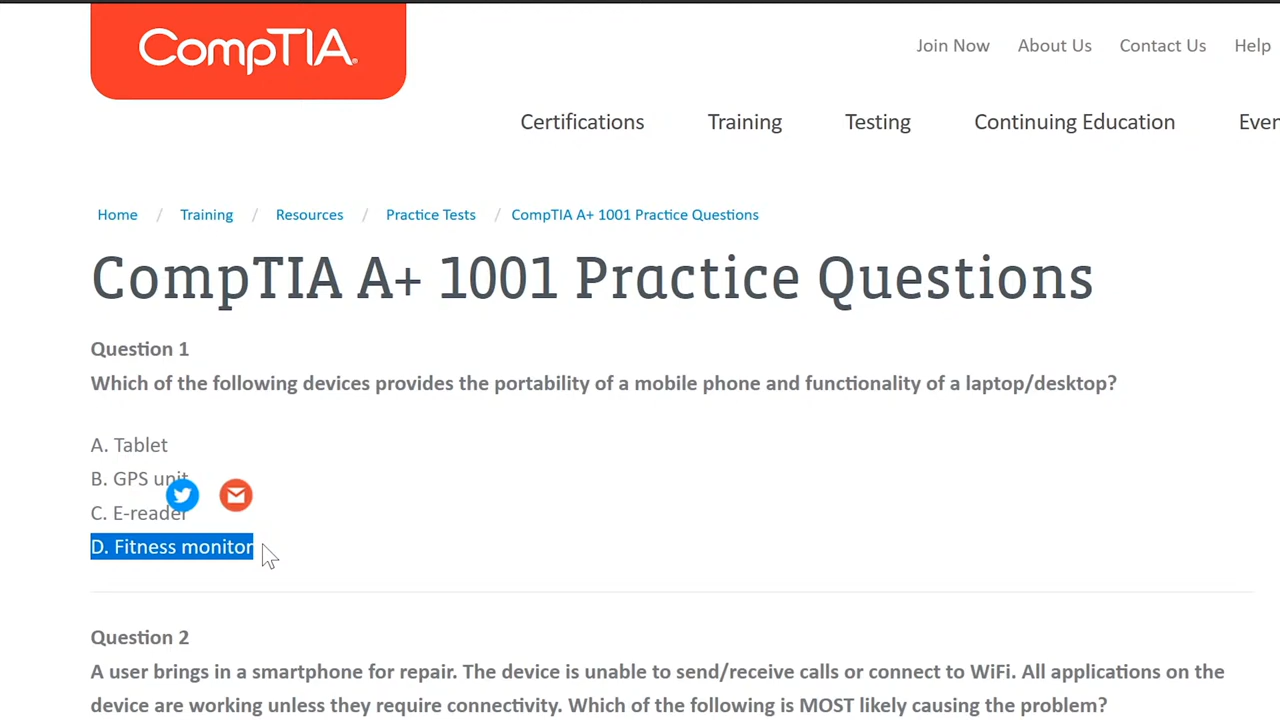 CompTIA.
Join Now About Us Contact Us Help
Certifications Training Testing Continuing Education Even
Home / Training / Resources / Practice Tests / CompTIA A+ 1001 Practice Questions
CompTIA A+ 1001 Practice Questions
Question 1
Which of the following devices provides the portability of a mobile phone and functionality of a laptop/desktop?
A. Tablet
B. GPS unit
C. E-reader
D. Fitness monitor
Question 2
A user brings in a smartphone for repair. The device is unable to send/receive calls or connect to WiFi. All applications on the
device are working unless they require connectivity. Which of the following is MOST likely causing the problem?